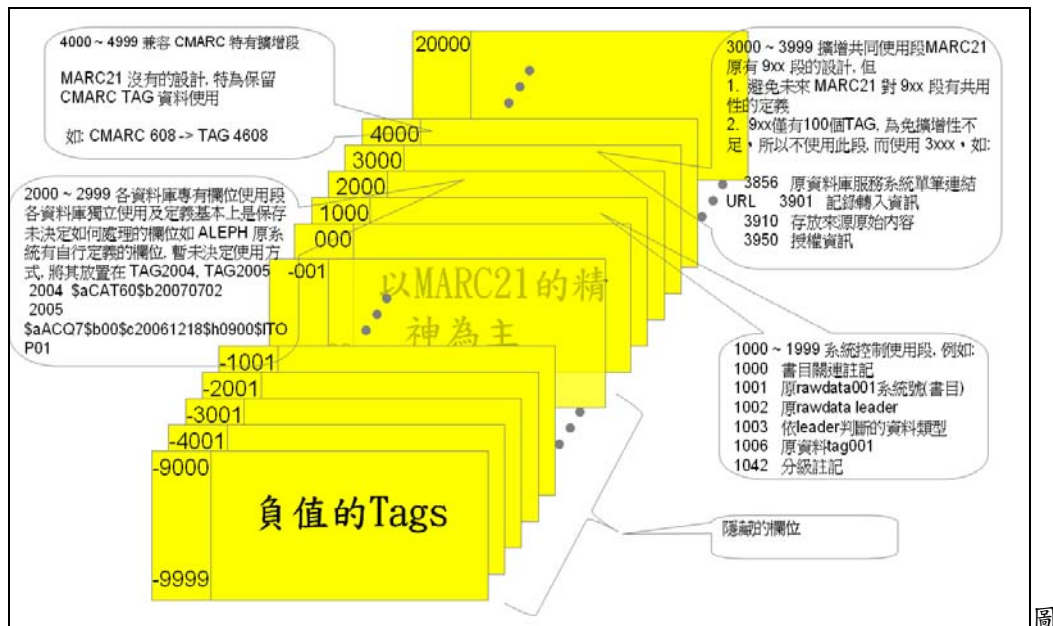 4000 ~ 4999 兼容 CMARC 特有擴增段
MARC21 沒有的設計, 特為保留
CMARC TAG 資料使用
如: CMARC 608 -> TAG 4608
2000 ~ 2999 各資料庫專有欄位使用段
各資料庫獨立使用及定義基本上是保存
未決定如何處理的欄位如 ALEPH 原系
統有自行定義的欄位, 暫未決定使用方
式, 將其放置在 TAG2004, TAG2005
2004 $aCAT60$b20070702
2005
$aACQ7$b00$c20061218$h0900$lTO
P01
20000
4000
3000
2000
1000
000
-001
以MARC21的精
神為主
-1001
-2001
-3001
-4001
-9000
負值的Tags
-9999
3000 ~ 3999 擴增共同使用段MARC21
原有 9xx 段的設計, 但
1. 避免未來 MARC21 對 9xx 段有共用
性的定義
2. 9xx僅有100個TAG, 為免擴增性不
足，所以不使用此段, 而使用 3xxx，如:
3856 原資料庫服務系統單筆連結
URL 3901 記錄轉入資訊
3910 存放來源原始內容
3950 授權資訊
1000 ~ 1999 系統控制使用段, 例如:
1000 書目關連註記
1001 原rawdata001系統號(書目)
1002 原rawdata leader
1003 依leader判斷的資料類型
1006 原資料tag001
1042 分級註記
隱藏的欄位
圖